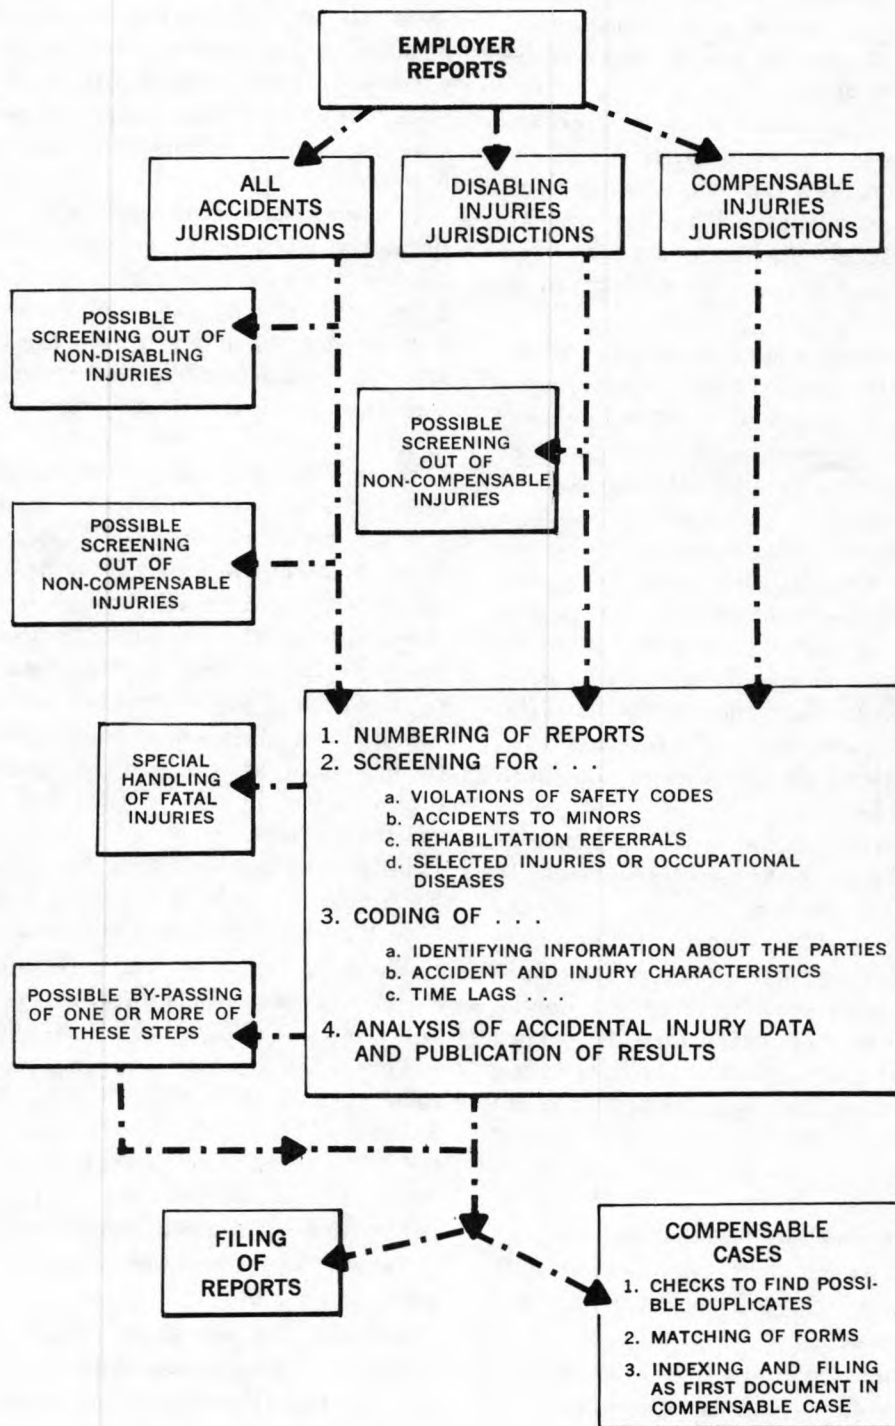 EMPLOYER
REPORTS
ALL
ACCIDENTS
JURISDICTIONS
DISABLING
INJURIES
JURISDICTIONS
COMPENSABLE
INJURIES
JURISDICTIONS
POSSIBLE
SCREENING OUT OF
NON-DISABLING
INJURIES
POSSIBLE
SCREENING
OUT OF
NON-COMPENSABLE
INJURIES
POSSIBLE
SCREENING
OUT OF
NON-COMPENSABLE
INJURIES
SPECIAL
HANDLING
OF FATAL
INJURIES
1. NUMBERING OF REPORTS
2. SCREENING FOR . . .
a. VIOLATIONS OF SAFETY CODES
b. ACCIDENTS TO MINORS
c. REHABILITATION REFERRALS
d. SELECTED INJURIES OR OCCUPATIONAL
DISEASES
3. CODING OF . . .
a. IDENTIFYING INFORMATION ABOUT THE PARTIES
b. ACCIDENT AND INJURY CHARACTERISTICS
c. TIME LAGS . . .
4. ANALYSIS OF ACCIDENTAL INJURY DATA
AND PUBLICATION OF RESULTS
POSSIBLE BY-PASSING
OF ONE OR MORE OF
THESE STEPS
FILING
OF
REPORTS
COMPENSABLE
CASES
1. CHECKS TO FIND POSSI-
BLE DUPLICATES
2. MATCHING OF FORMS
3. INDEXING AND FILING
AS FIRST DOCUMENT IN
COMPENSABLE CASE